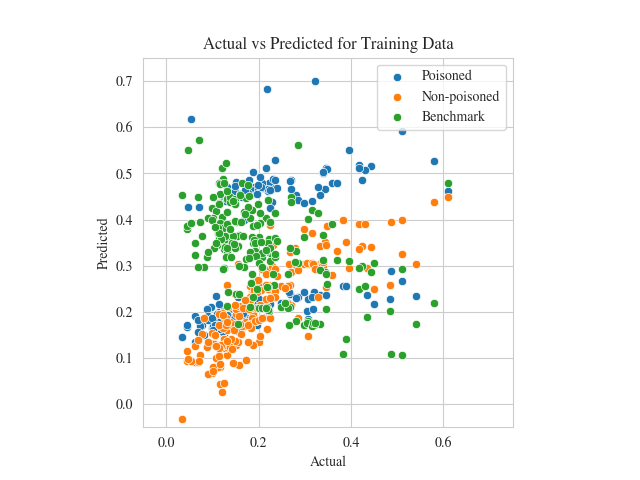 Actual vs Predicted for Training Data
Poisoned
Non-poisoned
Benchmark
0.7
0.6
0.5
0.4
0.3
0.2
0.1
0.0
Predicted
0.0 0.2 0.4 0.6
Actual